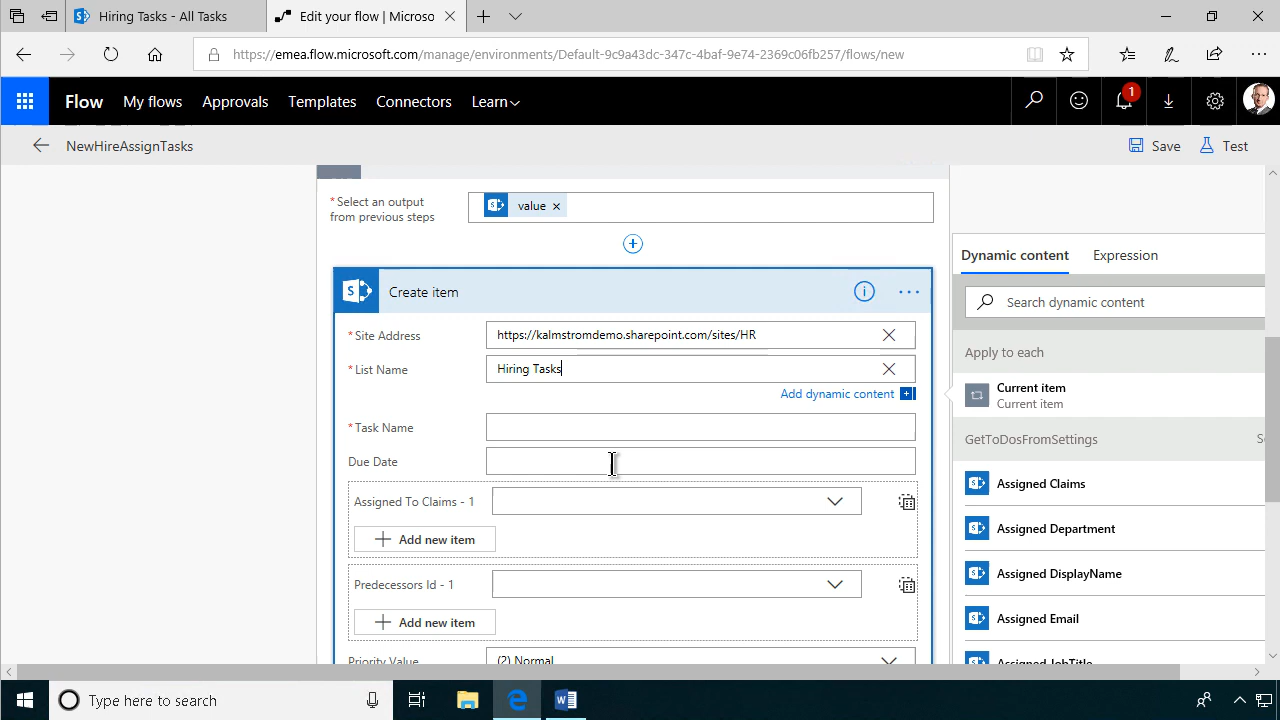 Hiring Tasks - All Tasks
Edit your flow | Microso
https://emea.flow.microsoft.com/manage/environments/Default-9c9a43dc-347c-4baf-9e74-2369c06fb257/flows/new
Flow My flows Approvals Templates Connectors Learn
1
NewHireAssignTasks
Save Test
*Select an output
from previous steps
value
Dynamic content Expression
S Create item
Search dynamic content
*Site Address https://kalmstromdemo.sharepoint.com/sites/HR
Apply to each
*List Name Hiring Tasks
Current item
Current item
Add dynamic content
*Task Name
GetToDosFromSettings
Due Date
Assigned Claims
Assigned To Claims - 1
Assigned Department
Add new item
Assigned DisplayName
Predecessors Id - 1
Assigned Email
Add new item
Priority Value (2) Normal
Assigned JobTitle
Type here to search